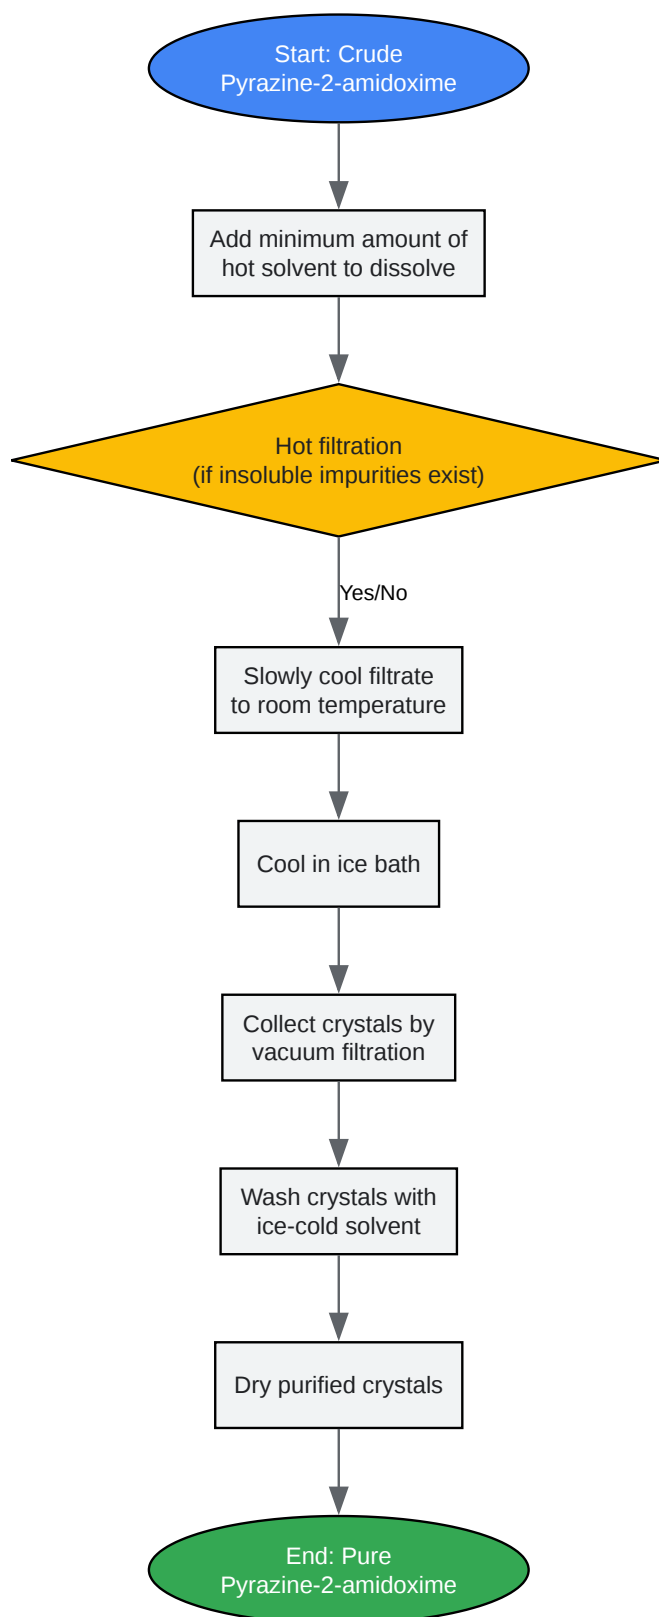 Start: Crude
Pyrazine-2-amidoxime
Add minimum amount of
hot solvent to dissolve
Hot filtration
(if insoluble impurities exist)
Yes/No
Slowly cool filtrate
to room temperature
Cool in ice bath
Collect crystals by
vacuum filtration
Wash crystals with
ice-cold solvent
Dry purified crystals
End: Pure
Pyrazine-2-amidoxime